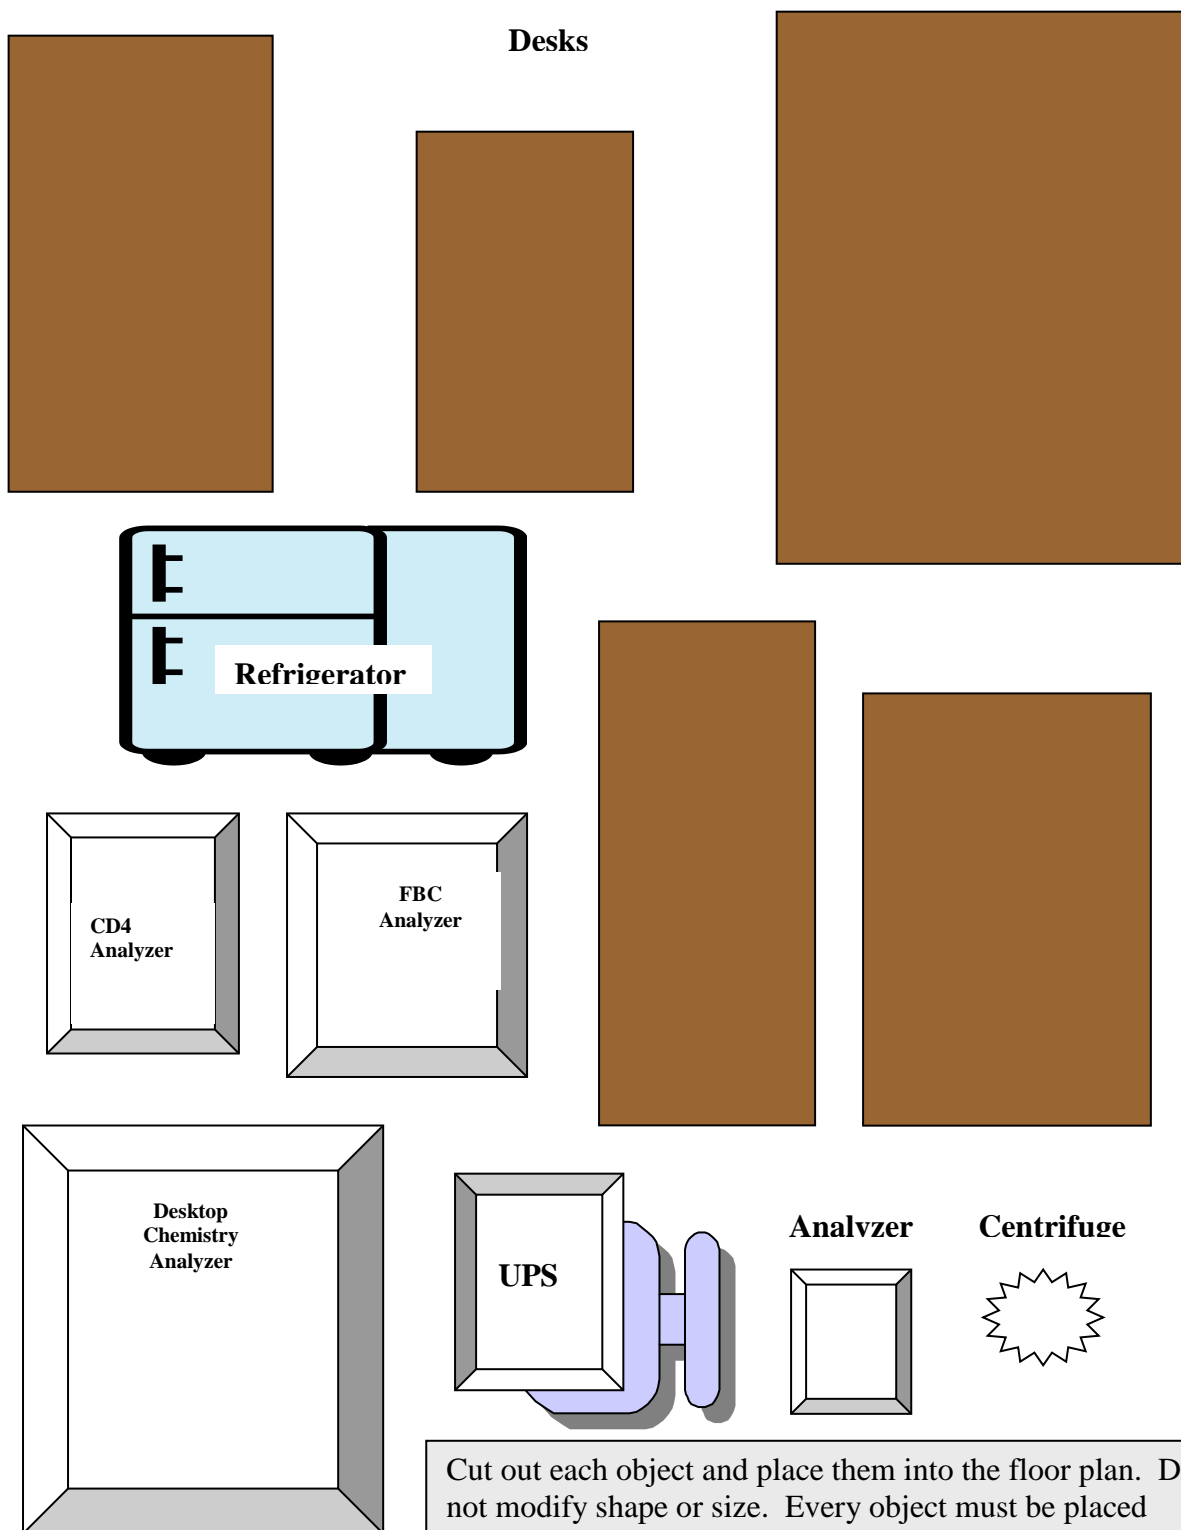 Desks
Refrigerator
CD4
Analyzer
FBC
Analyzer
Desktop
Chemistry
Analyzer
UPS
Analyzer
Centrifuge
Cut out each object and place them into the floor plan. D
not modify shape or size. Every object must be placed